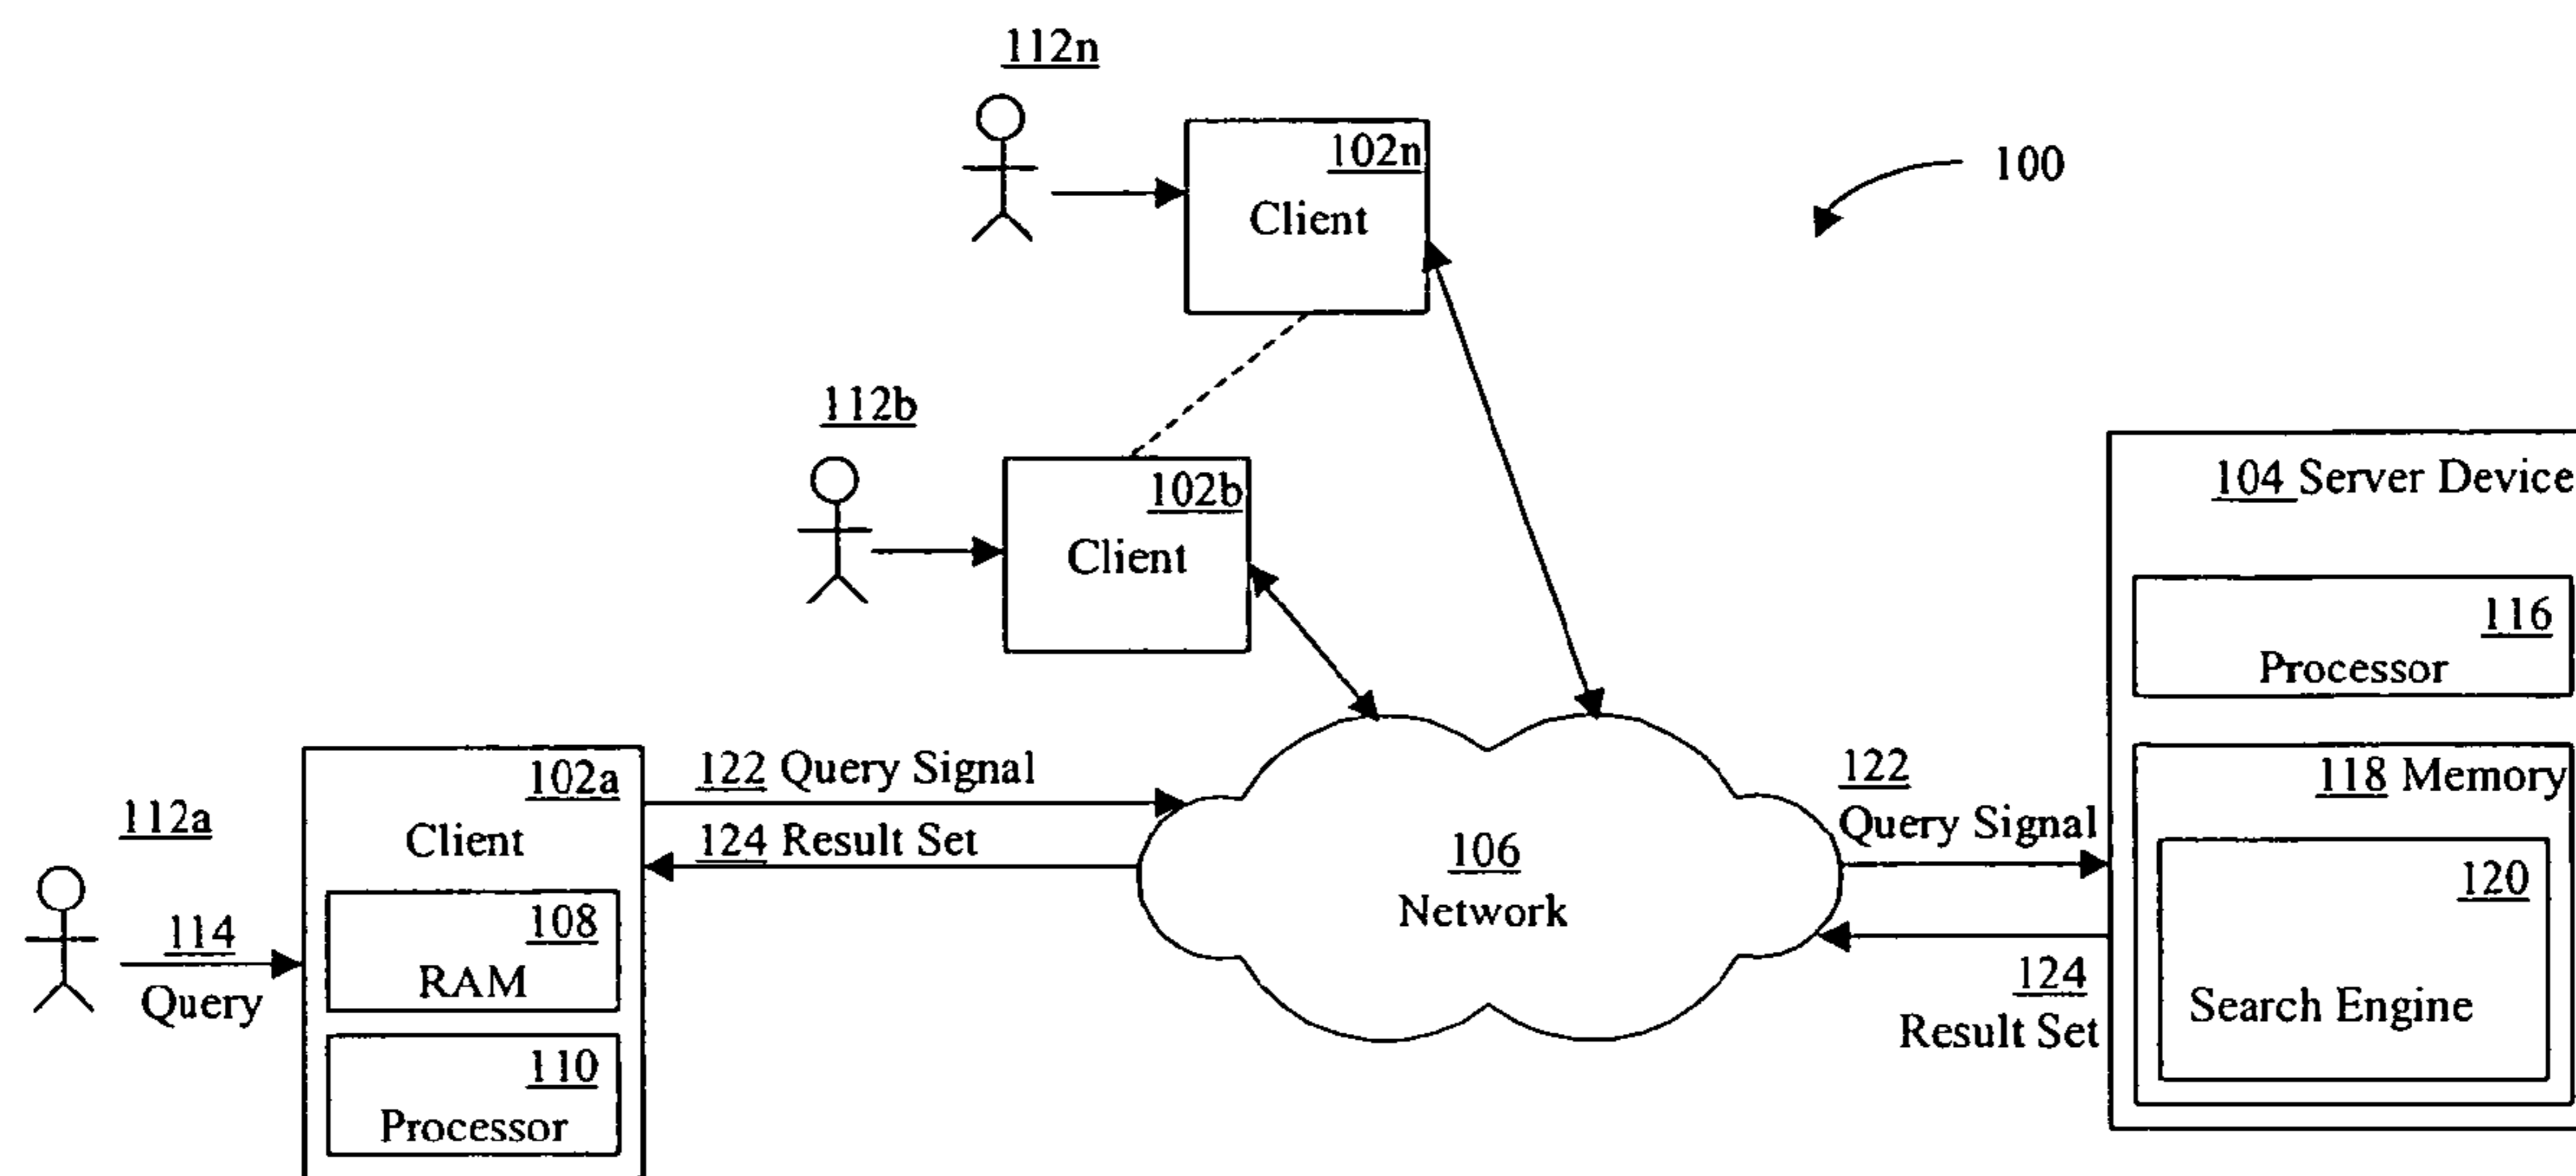 112n
102n
Client
100
112b
102b
Client
104 Server Device
116
Processor
118 Memory
120
Search Engine
112a
114
Query
102a
Client
108
RAM
110
Processor
122 Query Signal
124 Result Set
106
Network
122
Query Signal
124
Result Set